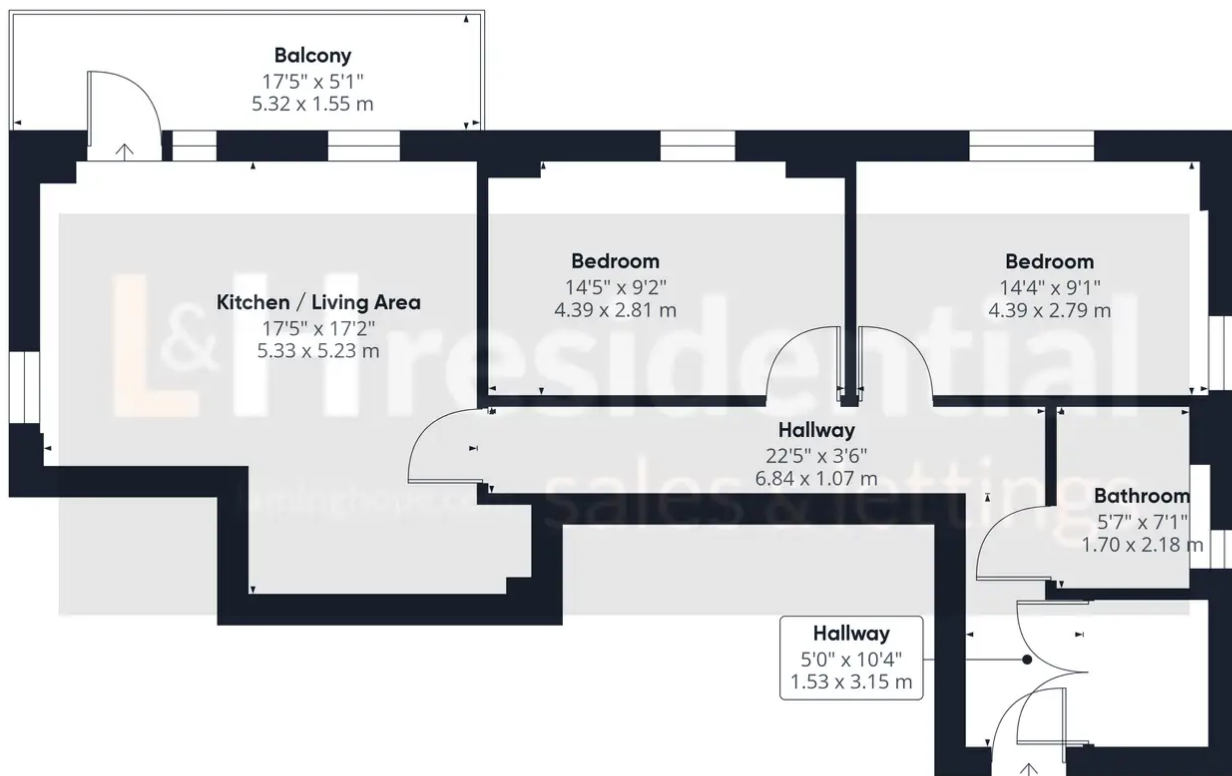 Balcony
17'5" x 5'1"
5.32 x 1.55 m
Kitchen / Living Area
17'5" x 17'2"
5.33 x 5.23 m
Bedroom
14'5" x 9'2"
4.39 x 2.81 m
Bedroom
14'4" x 9'1"
4.39 x 2.79 m
L&H residential
sales & lettings
Hallway
22'5" x 3'6"
6.84 x 1.07 m
Bathroom
5'7" x 7'1"
1.70 x 2.18 m
Hallway
5'0" x 10'4"
1.53 x 3.15 m